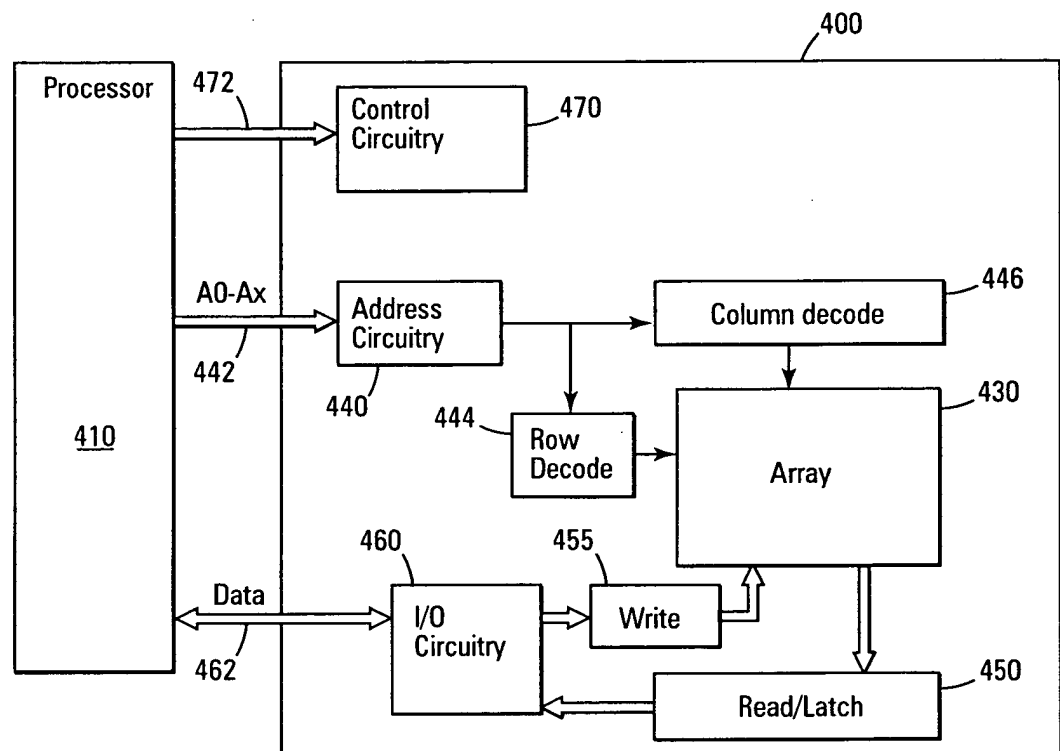 400
Processor
472
Control
Circuitry
470
A0-Ax
442
Address
Circuitry
440
Column decode
446
410
444
Row
Decode
430
Array
460
455
Data
462
I/O
Circuitry
Write
Read/Latch
450